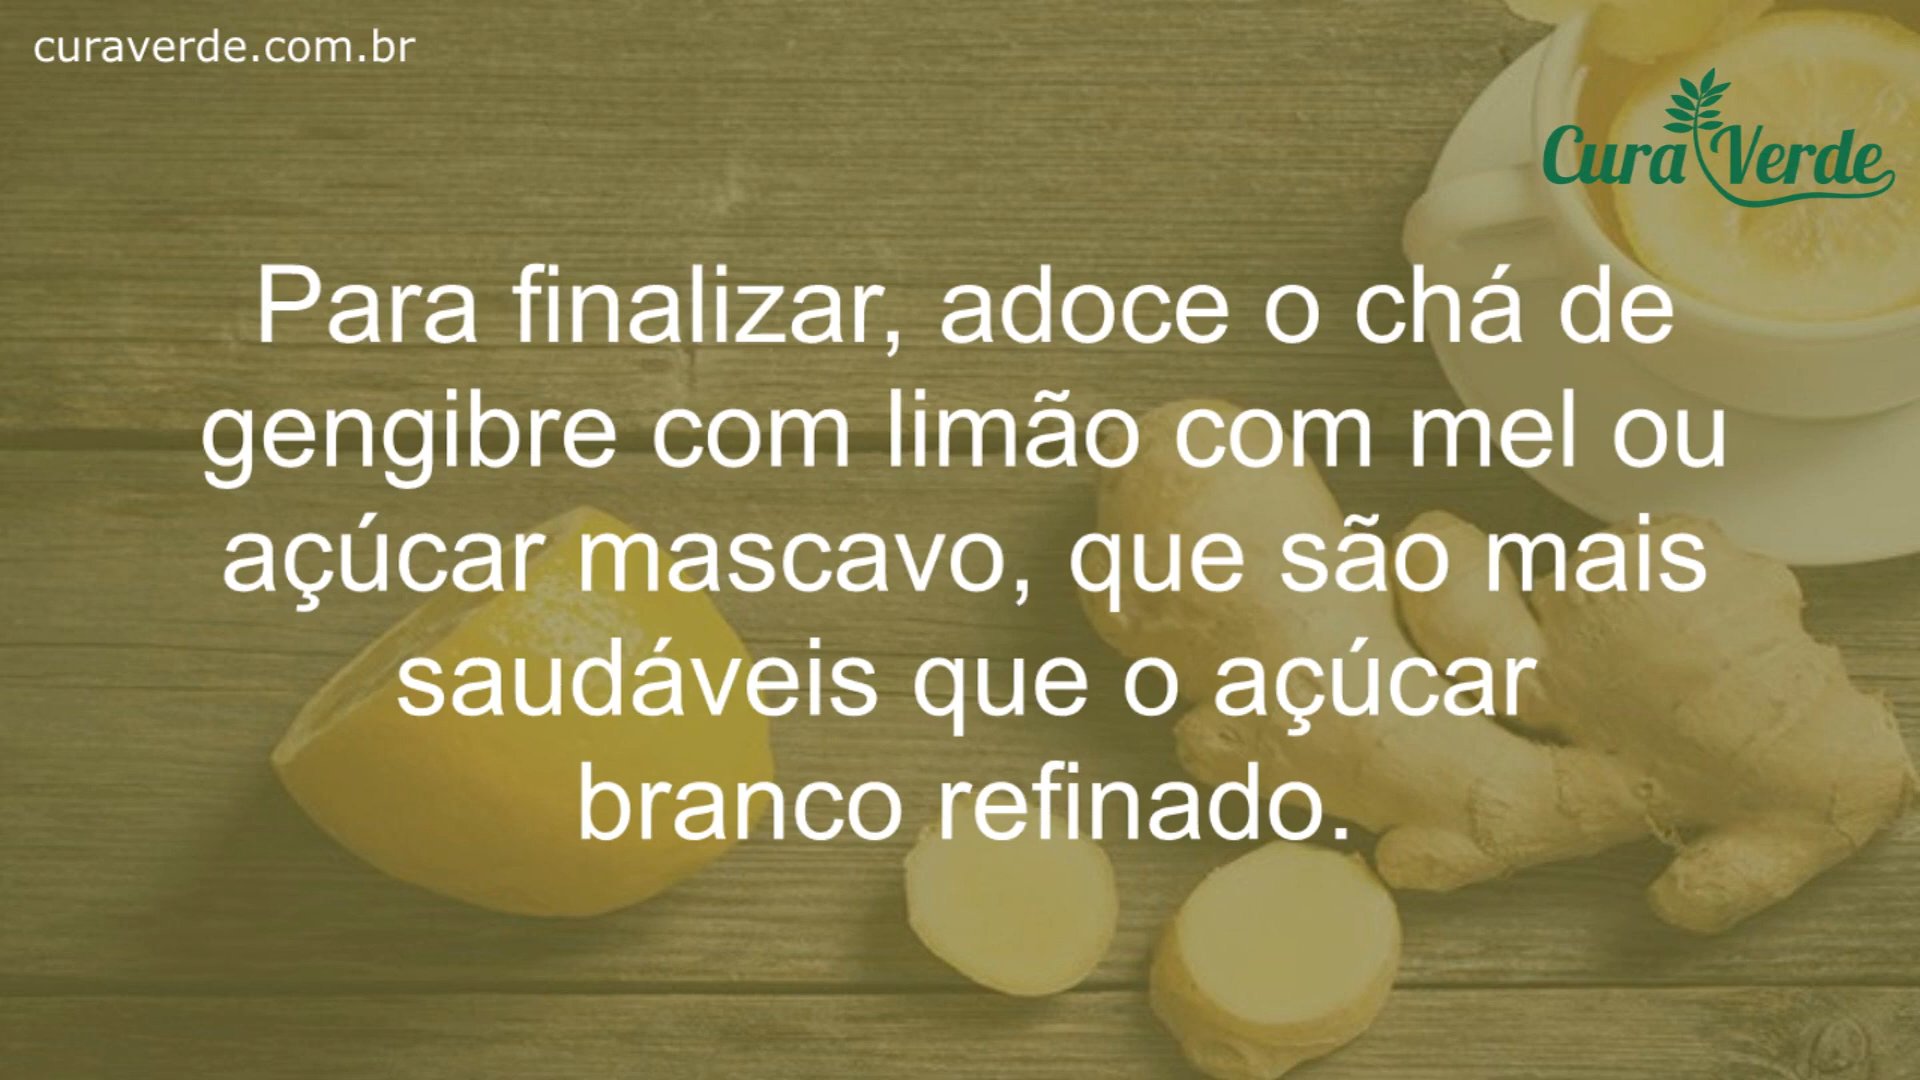 curaverde.com.br
Cura Verde
Para finalizar, adoce o chá de
gengibre com limão com mel ou
açúcar mascavo, que são mais
saudáveis que o açúcar
branco refinado.